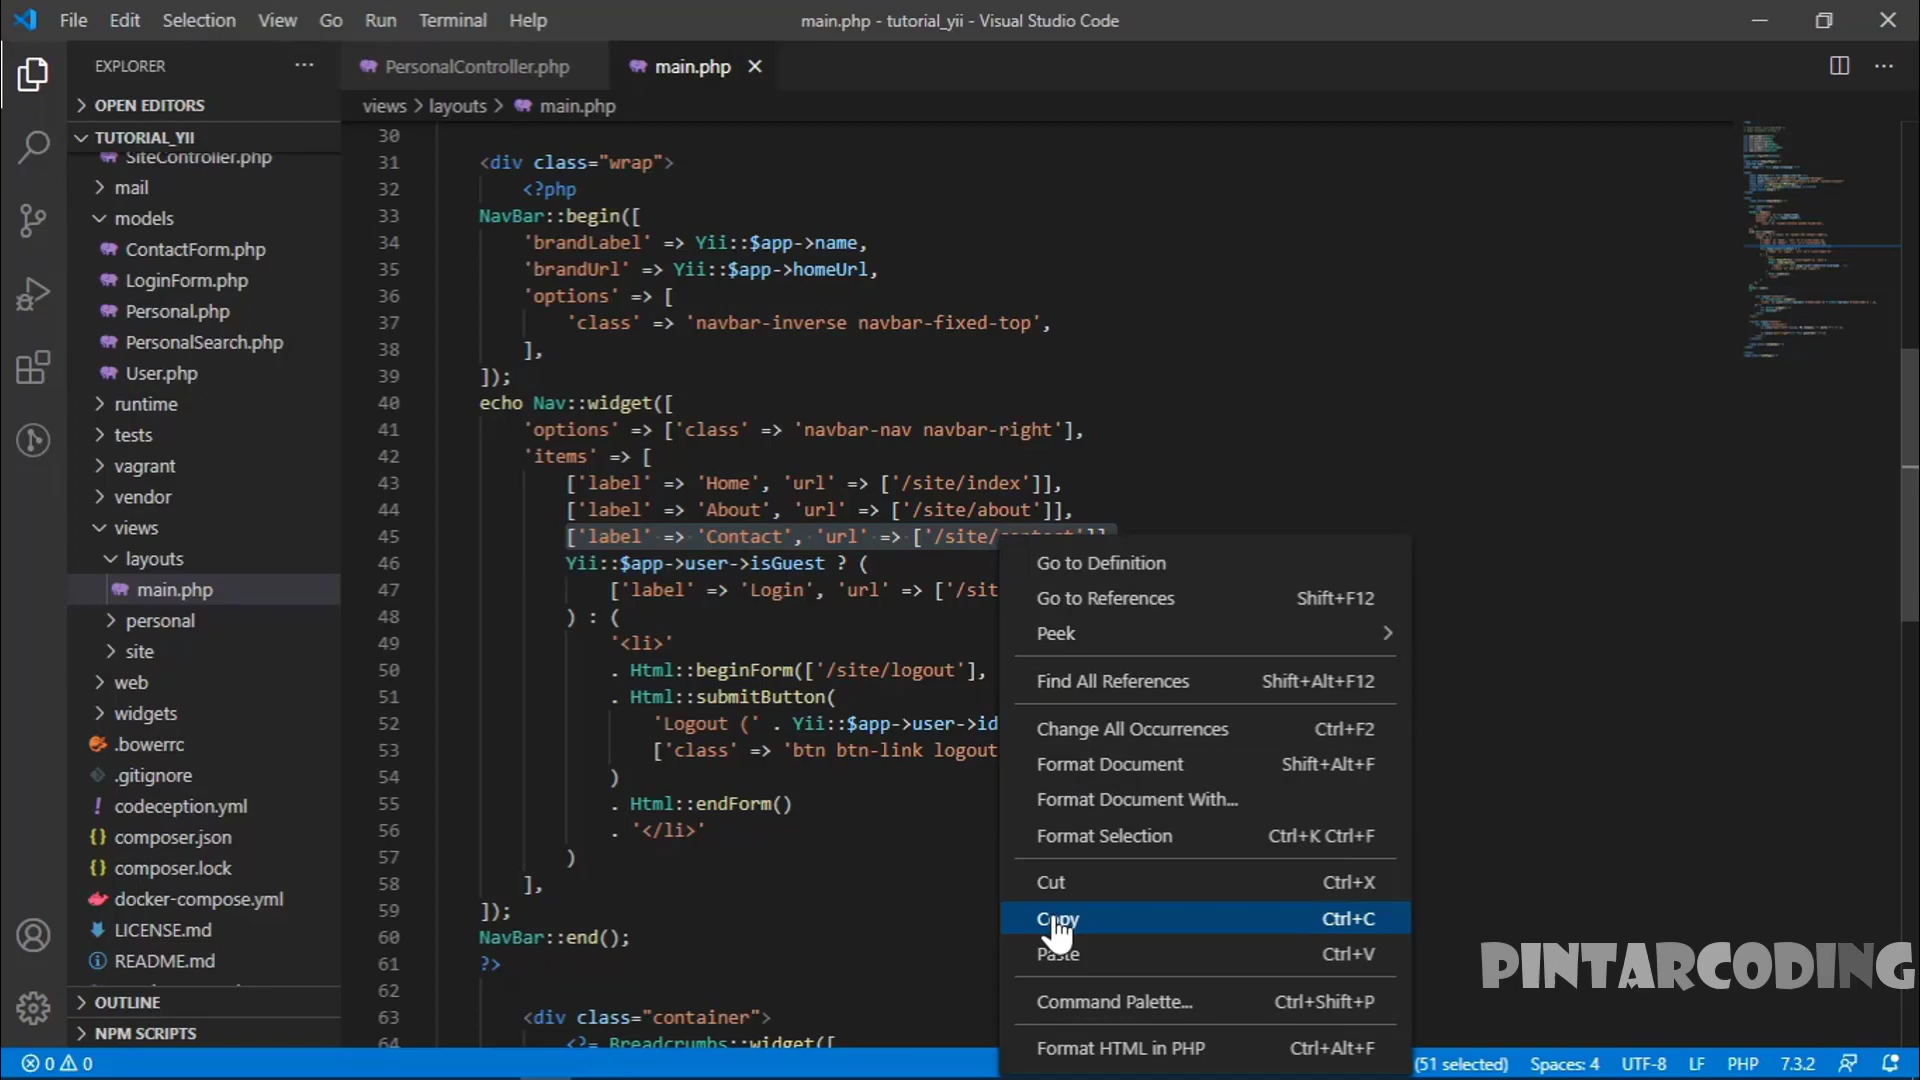 File Edit Selection View Go Run Terminal Help
main.php - tutorial_yii - Visual Studio Code
EXPLORER
OPEN EDITORS
TUTORIAL_YII
SiteController.php
mail
models
ContactForm.php
LoginForm.php
Personal.php
PersonalSearch.php
User.php
runtime
tests
vagrant
vendor
views
layouts
main.php
personal
site
web
widgets
.bowerrc
.gitignore
codeception.yml
composer.json
composer.lock
docker-compose.yml
LICENSE.md
README.md
OUTLINE
NPM SCRIPTS
PersonalController.php
main.php
views > layouts > main.php
30
31 <div class="wrap">
32 <?php
33 NavBar::begin([
34 'brandLabel' => Yii::$app->name,
35 'brandUrl' => Yii::$app->homeUrl,
36 'options' => [
37 'class' => 'navbar-inverse navbar-fixed-top',
38 ],
39 ]);
40 echo Nav::widget([
41 'options' => ['class' => 'navbar-nav navbar-right'],
42 'items' => [
43 ['label' => 'Home', 'url' => ['/site/index']],
44 ['label' => 'About', 'url' => ['/site/about']],
45 ['label' => 'Contact', 'url' => ['/site/contact']],
46 Yii::$app->user->isGuest ? (
47 ['label' => 'Login', 'url' => ['/sit
48 ) : (
49 '<li>'
50 . Html::beginForm(['/site/logout'],
51 . Html::submitButton(
52 'Logout (' . Yii::$app->user->id
53 ['class' => 'btn btn-link logout
54 )
55 . Html::endForm()
56 . '</li>'
57 )
58 ],
59 ]);
60 NavBar::end();
61 ?>
62
63 <div class="container">
64 <?= Breadcrumbs::widget([
Go to Definition
Go to References Shift+F12
Peek
Find All References Shift+Alt+F12
Change All Occurrences Ctrl+F2
Format Document Shift+Alt+F
Format Document With...
Format Selection Ctrl+K Ctrl+F
Cut Ctrl+X
Copy Ctrl+C
Paste Ctrl+V
Command Palette... Ctrl+Shift+P
Format HTML in PHP Ctrl+Alt+F
PINTARCODING
0 0
(51 selected) Spaces: 4 UTF-8 LF PHP 7.3.2